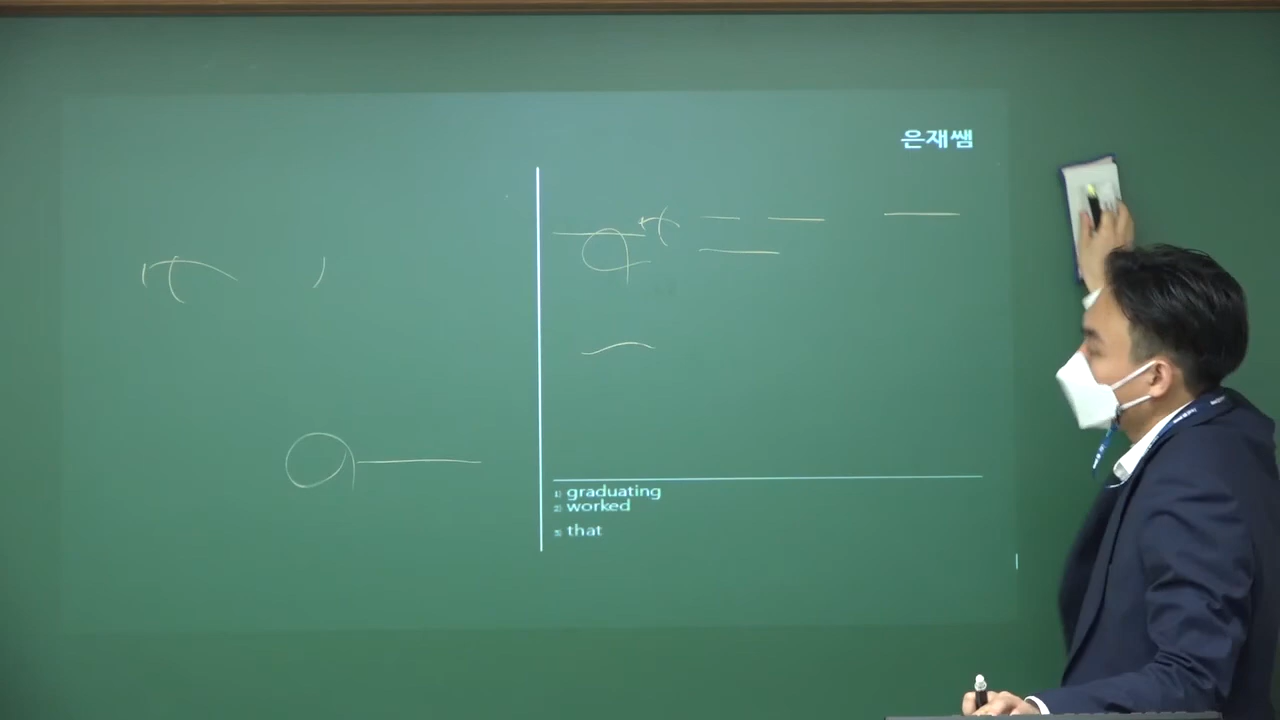 은재쌤
1) graduating
2) worked
3) that